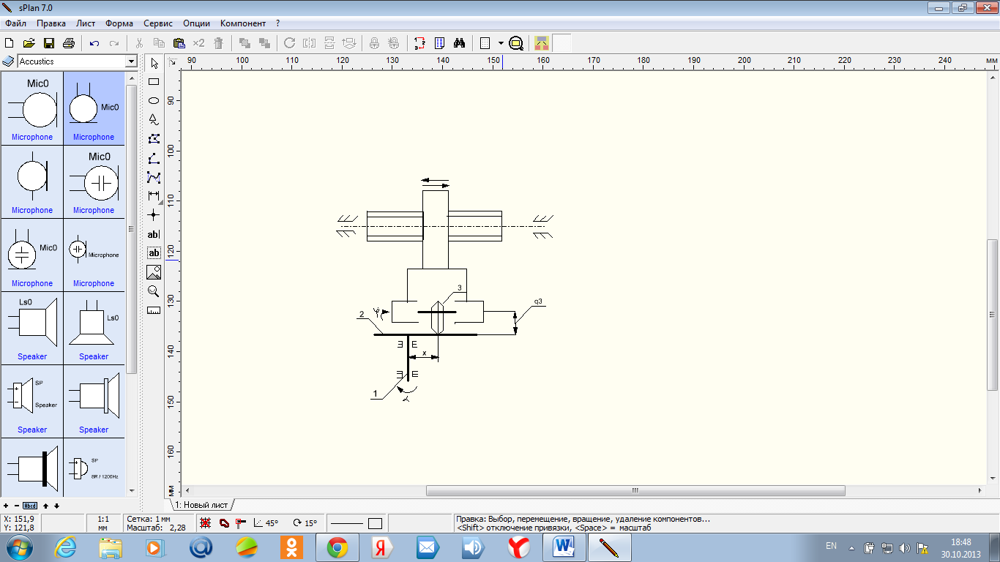 sPlan 7.0
Файл Правка Лист Форма Сервис Опции Компонент ?
×2
Accustics
90 100 110 120 130 140 150 160 170 180 190 200 210 220 230 240 мм
Mic0
Microphone
Mic0
Microphone
Microphone
Mic0
Microphone
Mic0
Microphone
Microphone
Microphone
Ls0
Speaker
Ls0
Speaker
SP
Speaker
Speaker
Speaker
SP
8R / 1200Hz
Abcd
ab|
ab
90
100
110
120
130
140
150
160
мм
3
q3
2
x
1
α
1: Новый лист
X: 151,9
Y: 121,8
1:1
мм
Сетка: 1 мм
Масштаб: 2,28
45°
15°
Правка: Выбор, перемещение, вращение, удаление компонентов...
<Shift> отключение привязки, <Space> = масштаб
EN
18:48
30.10.2013